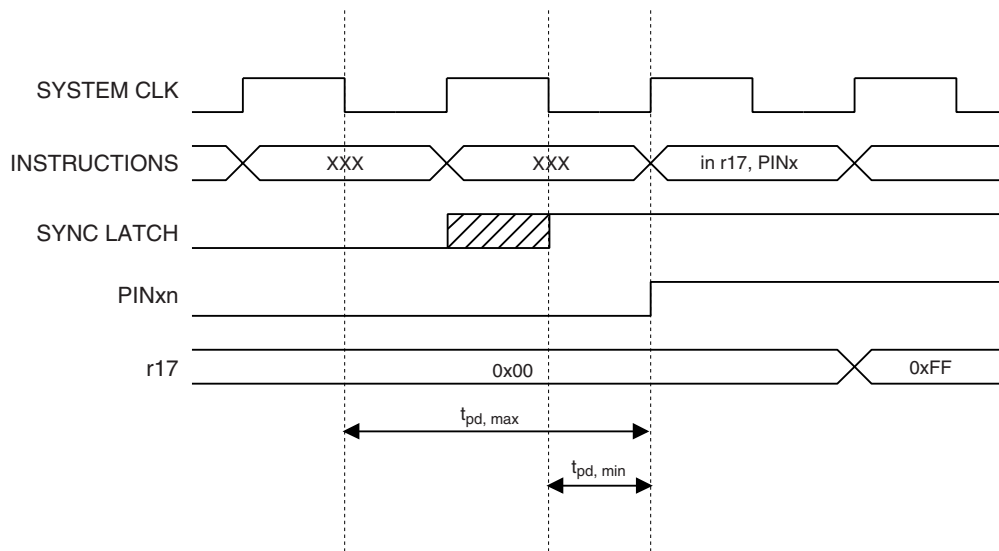 SYSTEM CLK
INSTRUCTIONS XXX XXX in r17, PINx
SYNC LATCH
PINxn
r17 0x00 0xFF
tpd, max
tpd, min